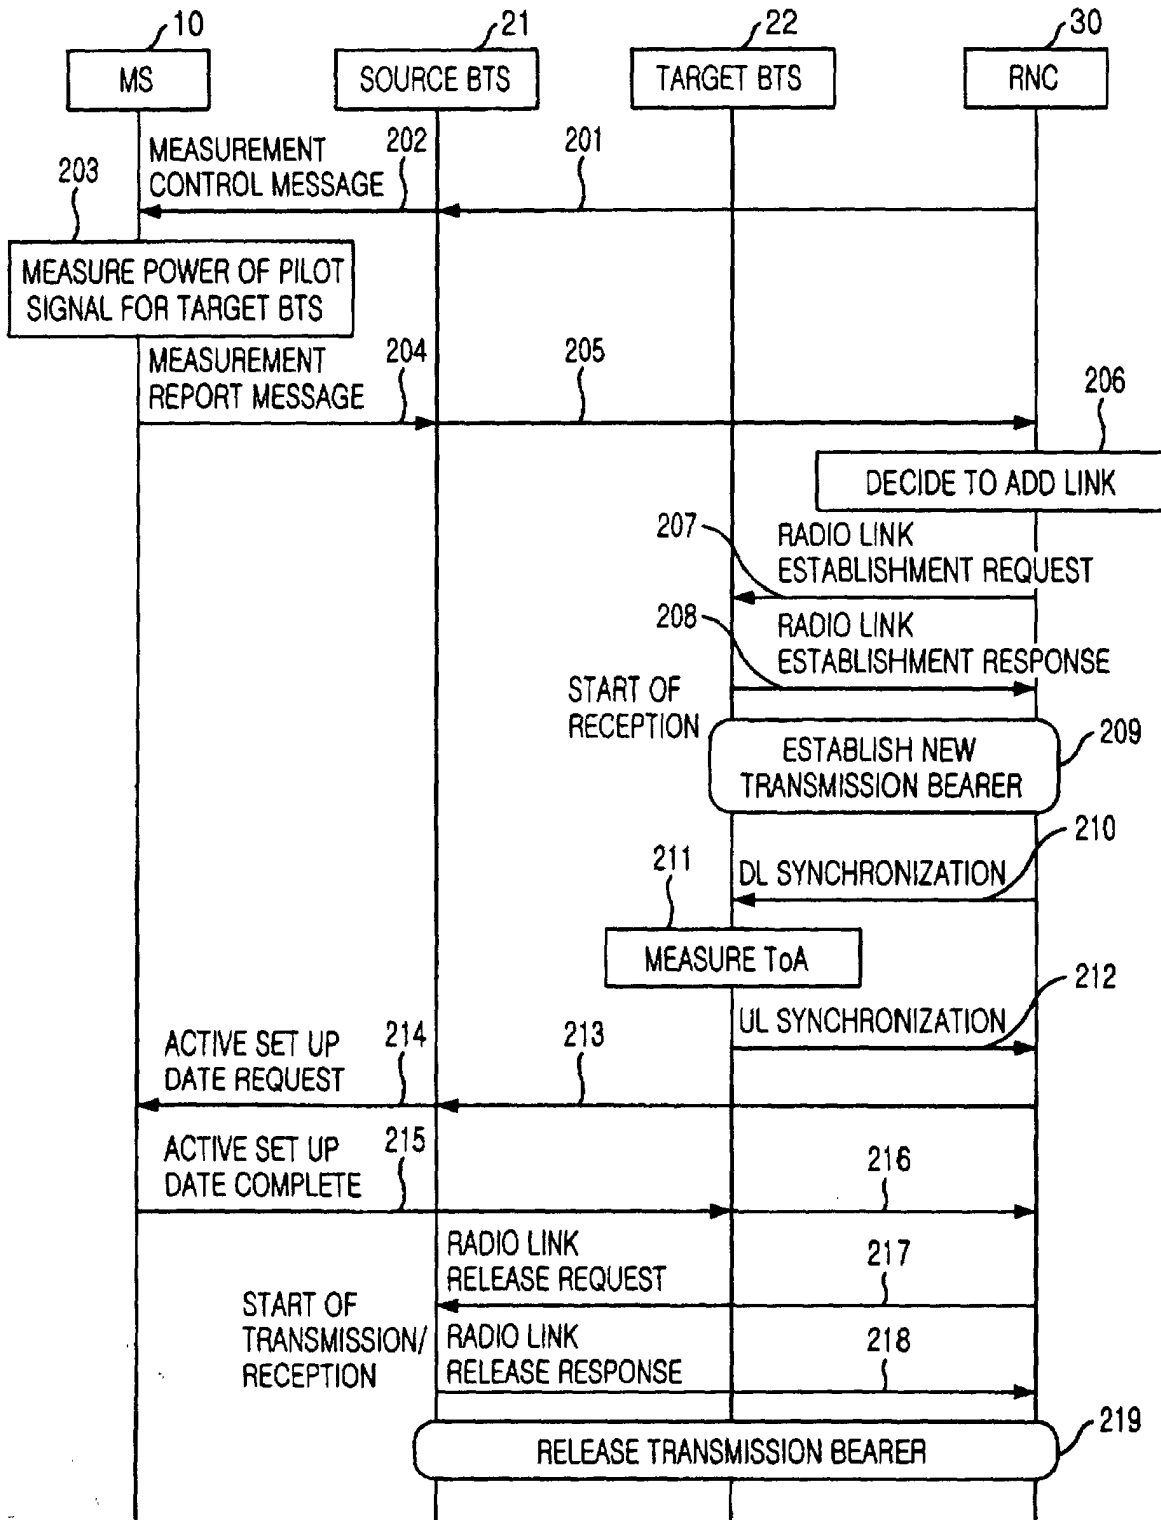 10
21
22
30
MS
SOURCE BTS
TARGET BTS
RNC
203
MEASUREMENT
CONTROL MESSAGE
202
201
MEASURE POWER OF PILOT
SIGNAL FOR TARGET BTS
MEASUREMENT
REPORT MESSAGE
204
205
206
DECIDE TO ADD LINK
207
RADIO LINK
ESTABLISHMENT REQUEST
208
RADIO LINK
ESTABLISHMENT RESPONSE
START OF
RECEPTION
ESTABLISH NEW
TRANSMISSION BEARER
209
210
DL SYNCHRONIZATION
211
MEASURE ToA
212
UL SYNCHRONIZATION
ACTIVE SET UP
DATE REQUEST
214
213
ACTIVE SET UP
DATE COMPLETE
215
216
RADIO LINK
RELEASE REQUEST
217
START OF
TRANSMISSION/
RECEPTION
RADIO LINK
RELEASE RESPONSE
218
RELEASE TRANSMISSION BEARER
219